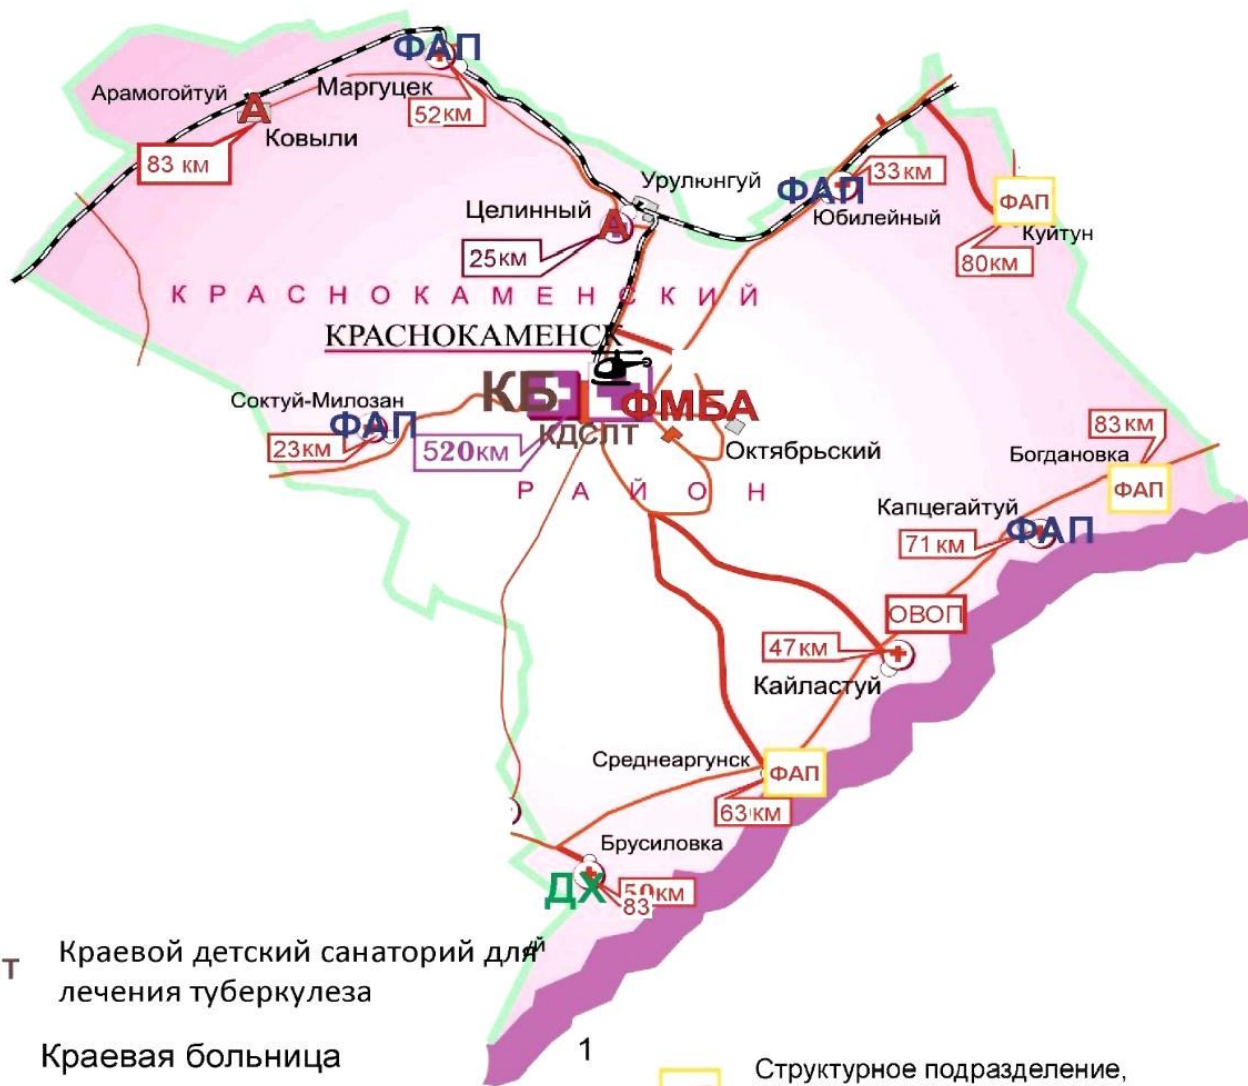 ФАП
Арамогойтуй
Маргуцек
52км
А
Ковыли
83 км
Урулюнгуй
ФАП
33км
Юбилейный
ФАП
Куйтун
80км
Целинный
А
25км
КРАСНОКАМЕНСКИЙ
КРАСНОКАМЕНСК
Соктуй-Милозан
ФАП
23км
КБ
ФМБА
КДСЛТ
520км
Октябрьский
РАЙОН
83км
Богдановка
ФАП
Капцегайтуй
ФАП
71км
ОВОП
47км
Кайластуй
Среднеаргунск
ФАП
63км
Брусиловка
ДХ
50км
83
Т
Краевой детский санаторий для
лечения туберкулеза
Краевая больница
1
Структурное подразделение,